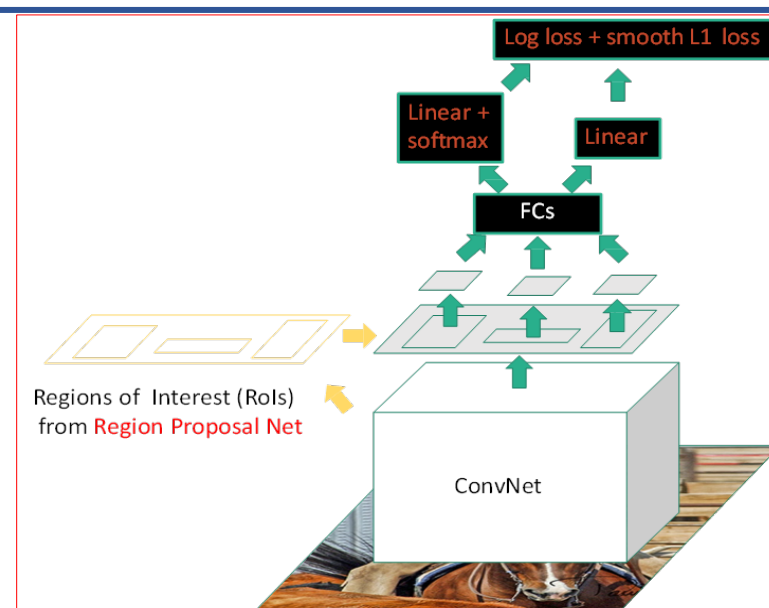 Log loss + smooth L1 loss
Linear +
softmax
Linear
FCs
Regions of Interest (RoIs)
from Region Proposal Net
ConvNet